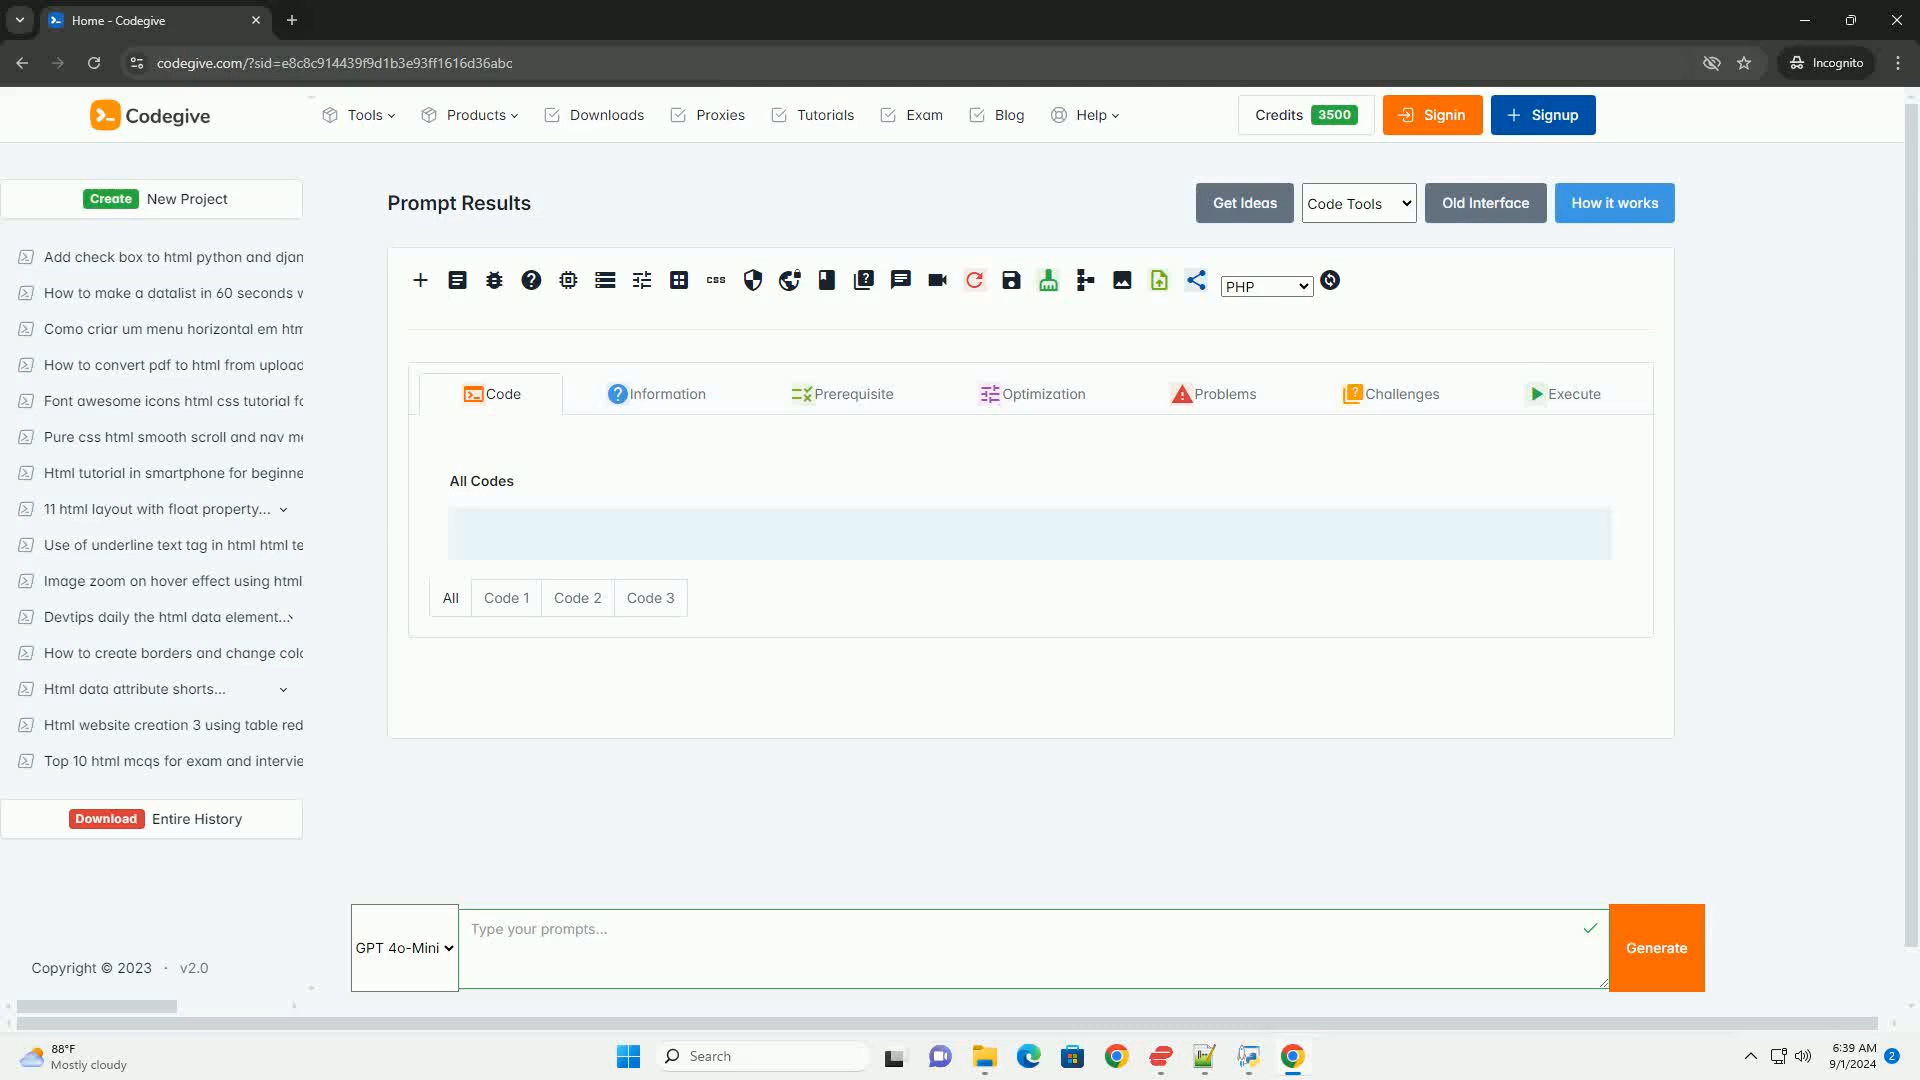 Home - Codegive
codegive.com/?sid=e8c8c914439f9d1b3e93ff1616d36abc
Incognito
Codegive
Tools
Products
Downloads
Proxies
Tutorials
Exam
Blog
Help
Credits 3500
Signin
Signup
Create New Project
Add check box to html python and djan
How to make a datalist in 60 seconds w
Como criar um menu horizontal em htm
How to convert pdf to html from upload
Font awesome icons html css tutorial fo
Pure css html smooth scroll and nav me
Html tutorial in smartphone for beginne
11 html layout with float property...
Use of underline text tag in html html te
Image zoom on hover effect using html
Devtips daily the html data element...
How to create borders and change colo
Html data attribute shorts...
Html website creation 3 using table red
Top 10 html mcqs for exam and intervie
Download Entire History
Copyright © 2023 · v2.0
Prompt Results
Get Ideas
Code Tools
Old Interface
How it works
css
PHP
Code
Information
Prerequisite
Optimization
Problems
Challenges
Execute
All Codes
All
Code 1
Code 2
Code 3
GPT 4o-Mini
Type your prompts...
Generate
88°F
Mostly cloudy
Search
6:39 AM
9/1/2024
2